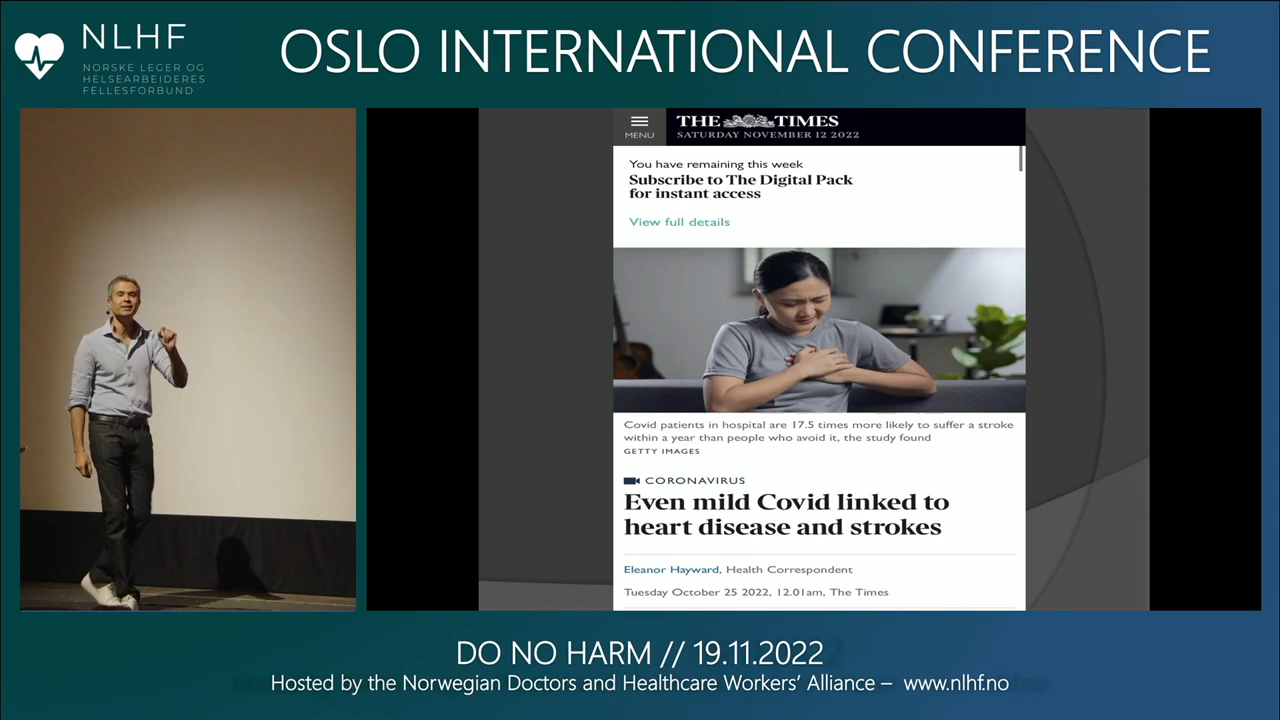 NLHF
NORSKE LEGER OG
HELSEARBEIDERES
FELLESFORBUND
OSLO INTERNATIONAL CONFERENCE
MENU
THE TIMES
SATURDAY NOVEMBER 12 2022
You have remaining this week
Subscribe to The Digital Pack
for instant access
View full details
Covid patients in hospital are 17.5 times more likely to suffer a stroke
within a year than people who avoid it, the study found
GETTY IMAGES
CORONAVIRUS
Even mild Covid linked to
heart disease and strokes
Eleanor Hayward, Health Correspondent
Tuesday October 25 2022, 12.01am, The Times
DO NO HARM // 19.11.2022
Hosted by the Norwegian Doctors and Healthcare Workers' Alliance – www.nlhf.no